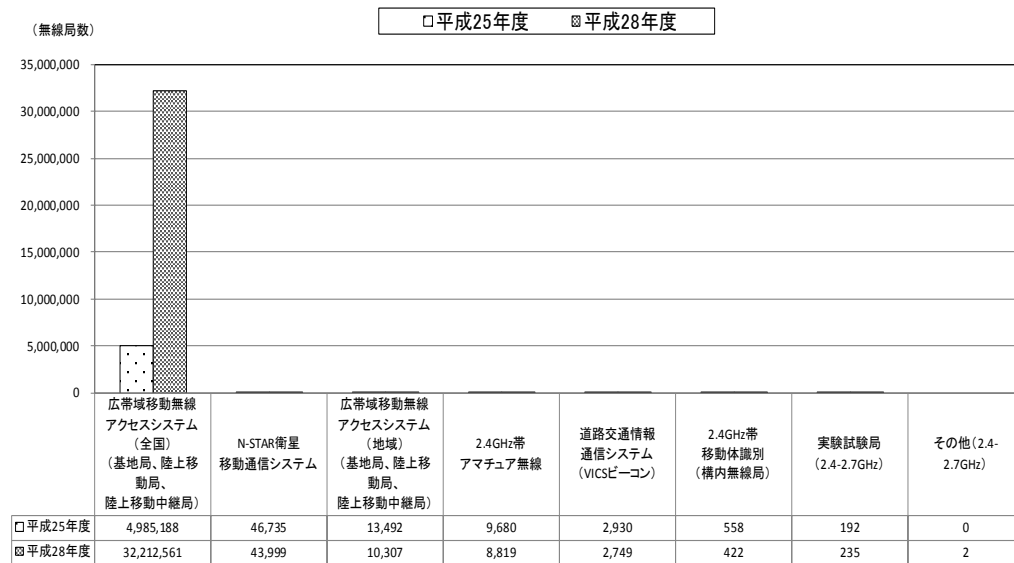 □平成25年度 ▩平成28年度
（無線局数）
35,000,000
30,000,000
25,000,000
20,000,000
15,000,000
10,000,000
5,000,000
0
広帯域移動無線
アクセスシステム
（全国）
（基地局、陸上移
動局、
陸上移動中継局）
N-STAR衛星
移動通信システム
広帯域移動無線
アクセスシステム
（地域）
（基地局、陸上移
動局、
陸上移動中継局）
2.4GHz帯
アマチュア無線
道路交通情報
通信システム
（VICSビーコン）
2.4GHz帯
移動体識別
（構内無線局）
実験試験局
（2.4-2.7GHz）
その他（2.4-
2.7GHz）
□平成25年度 4,985,188 46,735 13,492 9,680 2,930 558 192 0
▩平成28年度 32,212,561 43,999 10,307 8,819 2,749 422 235 2